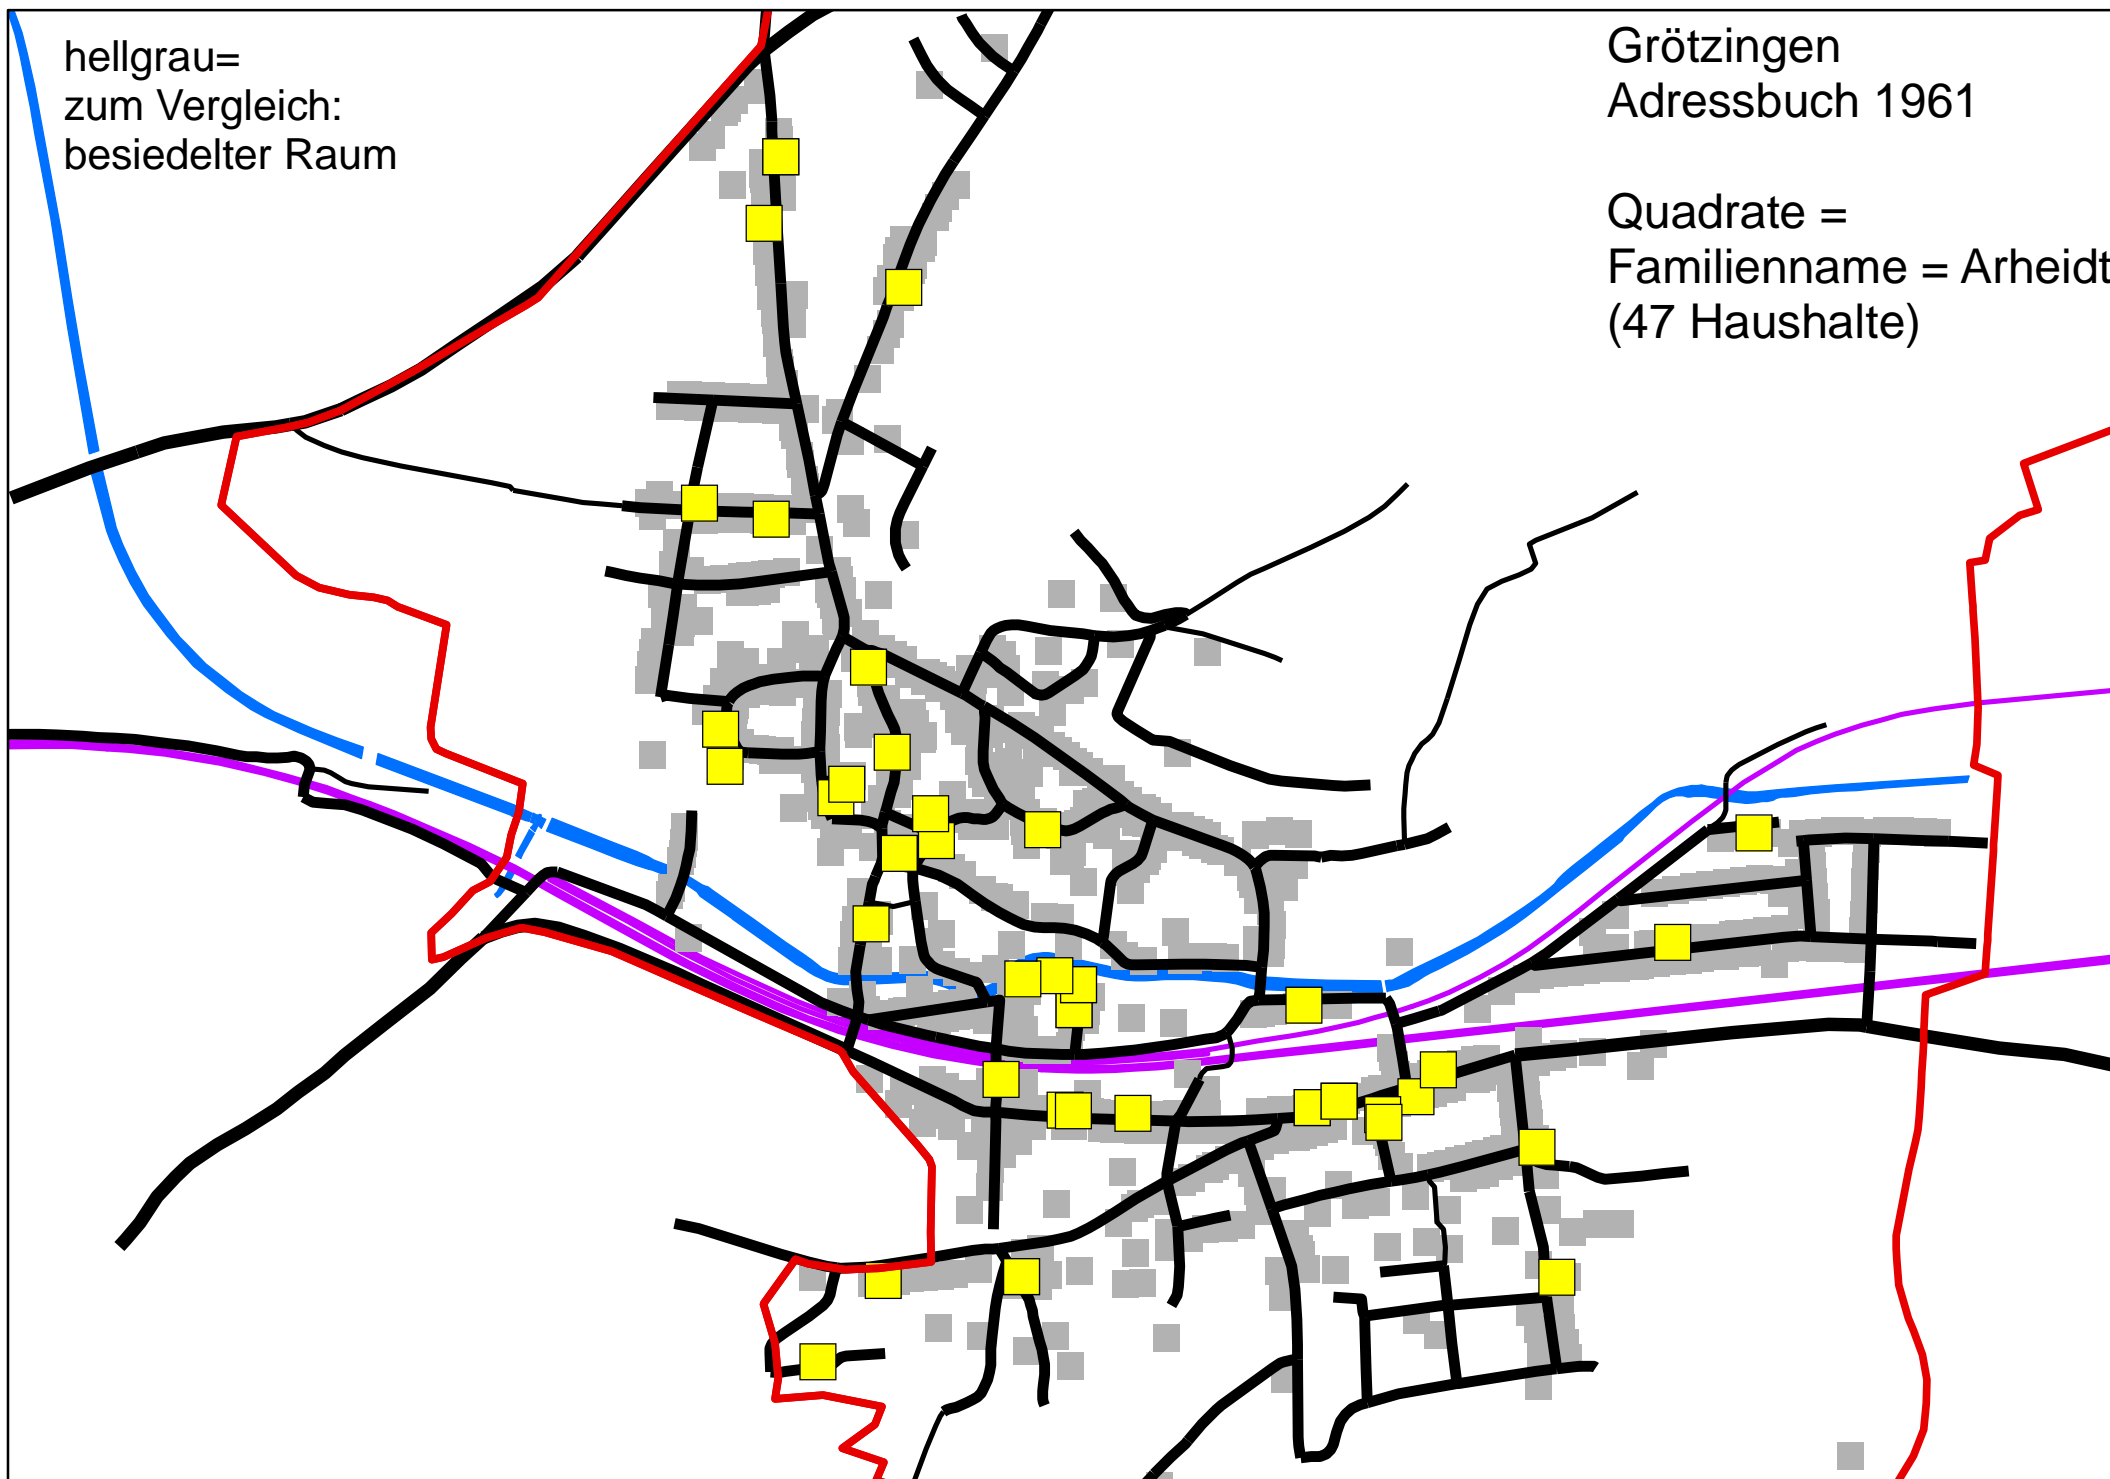 hellgrau=
zum Vergleich:
besiedelter Raum
Grötzingen
Adressbuch 1961
Quadrate =
Familienname = Arheidt
(47 Haushalte)